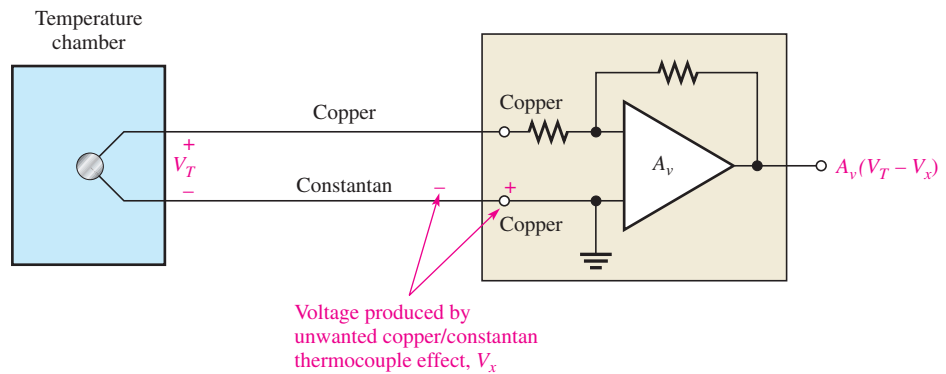 Temperature
chamber
Copper
Copper
+
V_T
−
Constantan
−
+
Copper
A_v
A_v(V_T − V_x)
Voltage produced by
unwanted copper/constantan
thermocouple effect, V_x